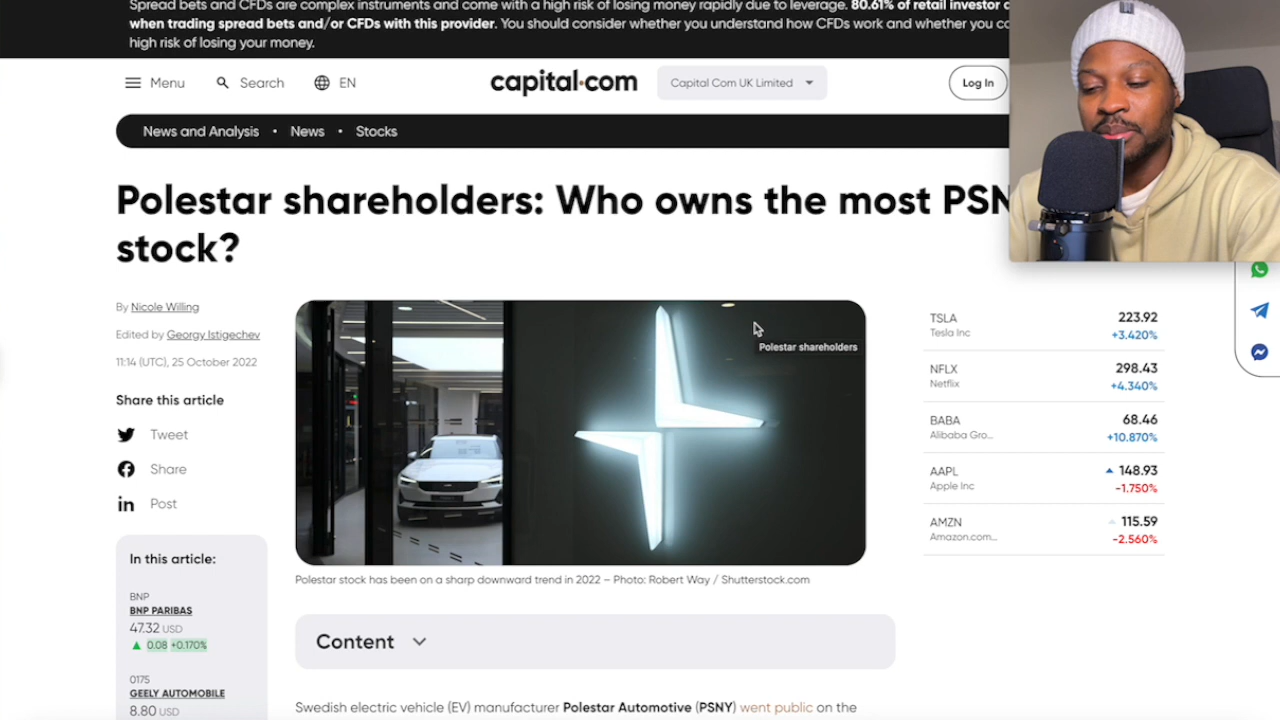 Spread bets and CFDs are complex instruments and come with a high risk of losing money rapidly due to leverage. 80.61% of retail investor
when trading spread bets and/or CFDs with this provider. You should consider whether you understand how CFDs work and whether you
high risk of losing your money.
Menu
Search
EN
capital.com
Capital Com UK Limited
Log In
News and Analysis • News • Stocks
Polestar shareholders: Who owns the most PSN
stock?
By Nicole Willing
Edited by Georgy Istigechev
11:14 (UTC), 25 October 2022
Share this article
Tweet
Share
Post
In this article:
BNP
BNP PARIBAS
47.32 USD
0.08 +0.170%
0175
GEELY AUTOMOBILE
8.80 USD
Polestar shareholders
Polestar stock has been on a sharp downward trend in 2022 – Photo: Robert Way / Shutterstock.com
Content
Swedish electric vehicle (EV) manufacturer Polestar Automotive (PSNY) went public on the
TSLA 223.92
Tesla Inc +3.420%
NFLX 298.43
Netflix +4.340%
BABA 68.46
Alibaba Gro... +10.870%
AAPL 148.93
Apple Inc -1.750%
AMZN 115.59
Amazon.com... -2.560%